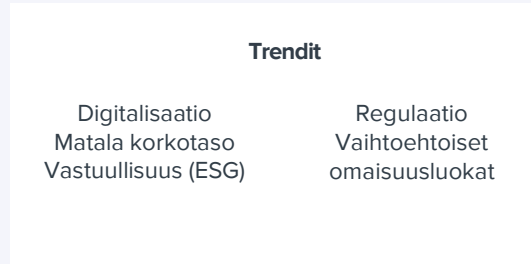 Trendit
Digitalisaatio
Matala korkotaso
Vastuullisuus (ESG)
Regulaatio
Vaihtoehtoiset
omaisuusluokat